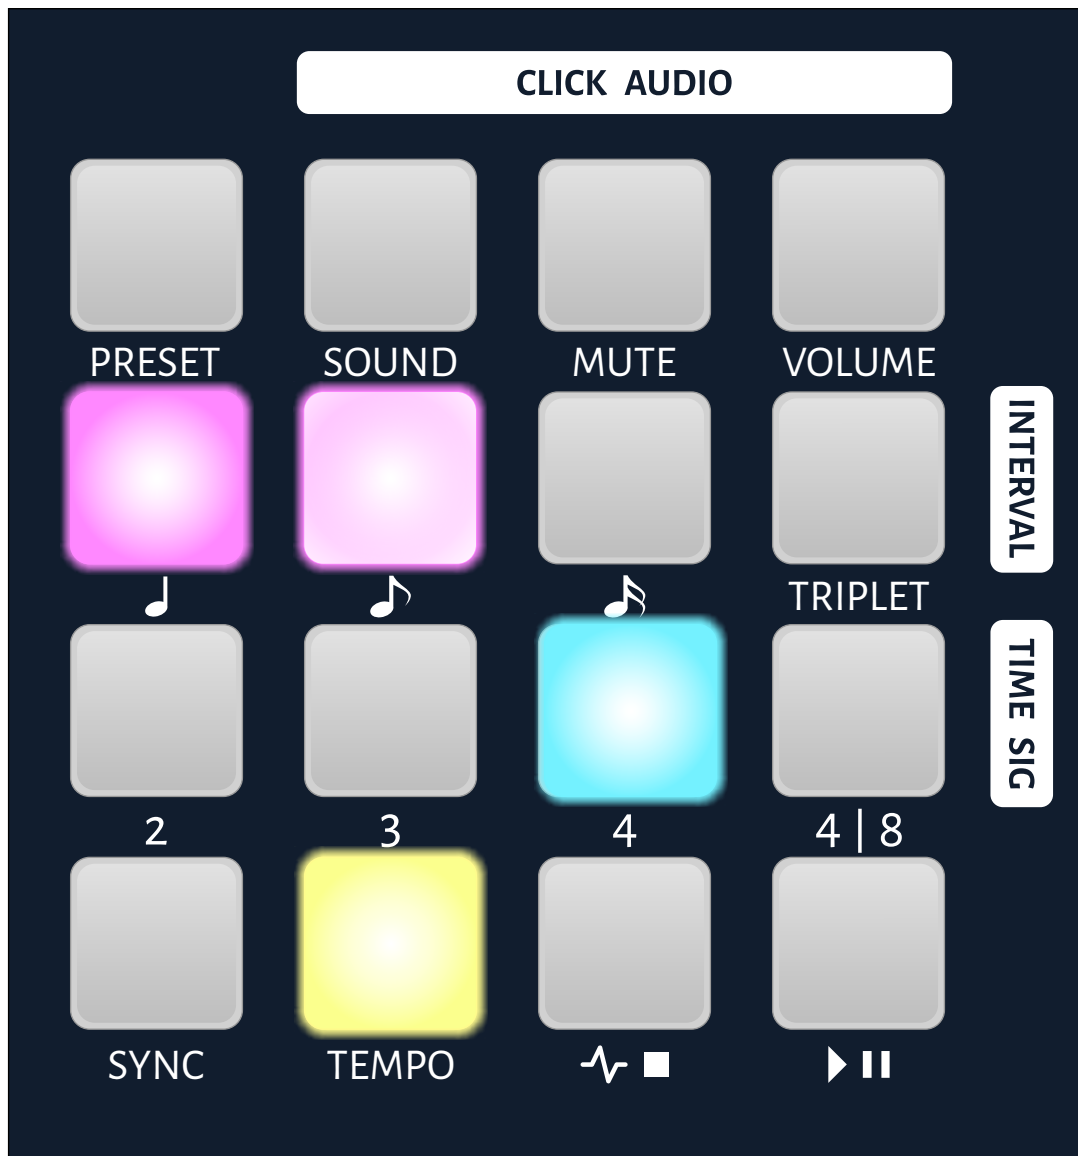 CLICK AUDIO
PRESET SOUND MUTE VOLUME
INTERVAL
TRIPLET
TIME SIG
2 3 4 4 | 8
SYNC TEMPO